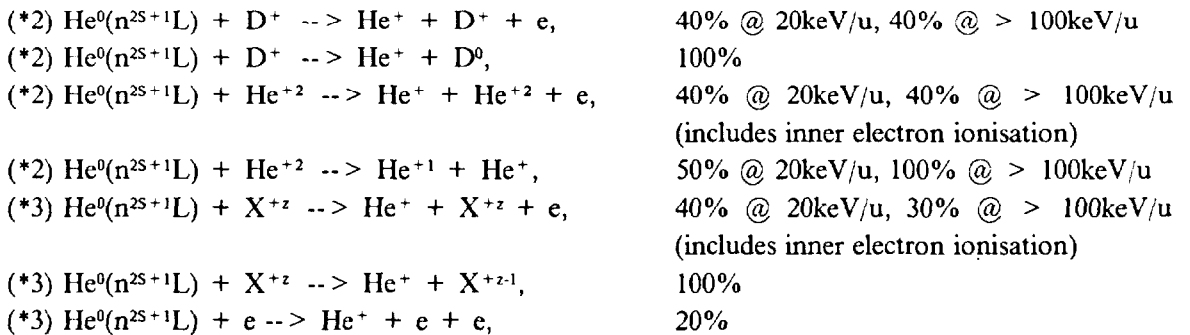 (*2) He⁰(n²ˢ⁺¹L) + D⁺ --> He⁺ + D⁺ + e, 40% @ 20keV/u, 40% @ > 100keV/u
(*2) He⁰(n²ˢ⁺¹L) + D⁺ --> He⁺ + D⁰, 100%
(*2) He⁰(n²ˢ⁺¹L) + He⁺² --> He⁺ + He⁺² + e, 40% @ 20keV/u, 40% @ > 100keV/u
(includes inner electron ionisation)
(*2) He⁰(n²ˢ⁺¹L) + He⁺² --> He⁺¹ + He⁺, 50% @ 20keV/u, 100% @ > 100keV/u
(*3) He⁰(n²ˢ⁺¹L) + X⁺ᶻ --> He⁺ + X⁺ᶻ + e, 40% @ 20keV/u, 30% @ > 100keV/u
(includes inner electron ionisation)
(*3) He⁰(n²ˢ⁺¹L) + X⁺ᶻ --> He⁺ + X⁺ᶻ⁻¹, 100%
(*3) He⁰(n²ˢ⁺¹L) + e --> He⁺ + e + e, 20%